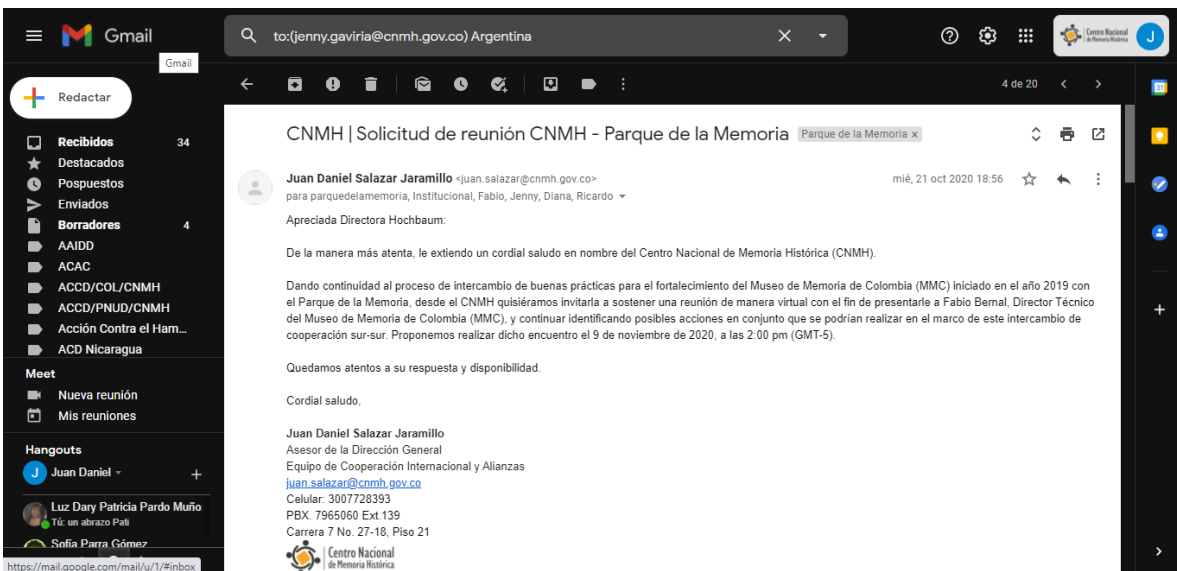 Gmail
to:(jenny.gaviria@cnmh.gov.co) Argentina
Centro Nacional
de Memoria Histórica
J
Gmail
Redactar
4 de 20
31
Recibidos 34
Destacados
Pospuestos
Enviados
Borradores 4
AAIDD
ACAC
ACCD/COL/CNMH
ACCD/PNUD/CNMH
Acción Contra el Ham...
ACD Nicaragua
Meet
Nueva reunión
Mis reuniones
Hangouts
J Juan Daniel
Luz Dary Patricia Pardo Muño
Tú: un abrazo Pati
Sofía Parra Gómez
https://mail.google.com/mail/u/1/#inbox
CNMH | Solicitud de reunión CNMH - Parque de la Memoria Parque de la Memoria x
Juan Daniel Salazar Jaramillo <juan.salazar@cnmh.gov.co> mié, 21 oct 2020 18:56
para parquedelamemoria, Institucional, Fabio, Jenny, Diana, Ricardo
Apreciada Directora Hochbaum:
De la manera más atenta, le extiendo un cordial saludo en nombre del Centro Nacional de Memoria Histórica (CNMH).
Dando continuidad al proceso de intercambio de buenas prácticas para el fortalecimiento del Museo de Memoria de Colombia (MMC) iniciado en el año 2019 con
el Parque de la Memoria, desde el CNMH quisiéramos invitarla a sostener una reunión de manera virtual con el fin de presentarle a Fabio Bernal, Director Técnico
del Museo de Memoria de Colombia (MMC), y continuar identificando posibles acciones en conjunto que se podrían realizar en el marco de este intercambio de
cooperación sur-sur. Proponemos realizar dicho encuentro el 9 de noviembre de 2020, a las 2:00 pm (GMT-5).
Quedamos atentos a su respuesta y disponibilidad.
Cordial saludo,
Juan Daniel Salazar Jaramillo
Asesor de la Dirección General
Equipo de Cooperación Internacional y Alianzas
juan.salazar@cnmh.gov.co
Celular: 3007728393
PBX. 7965060 Ext.139
Carrera 7 No. 27-18, Piso 21
Centro Nacional
de Memoria Histórica